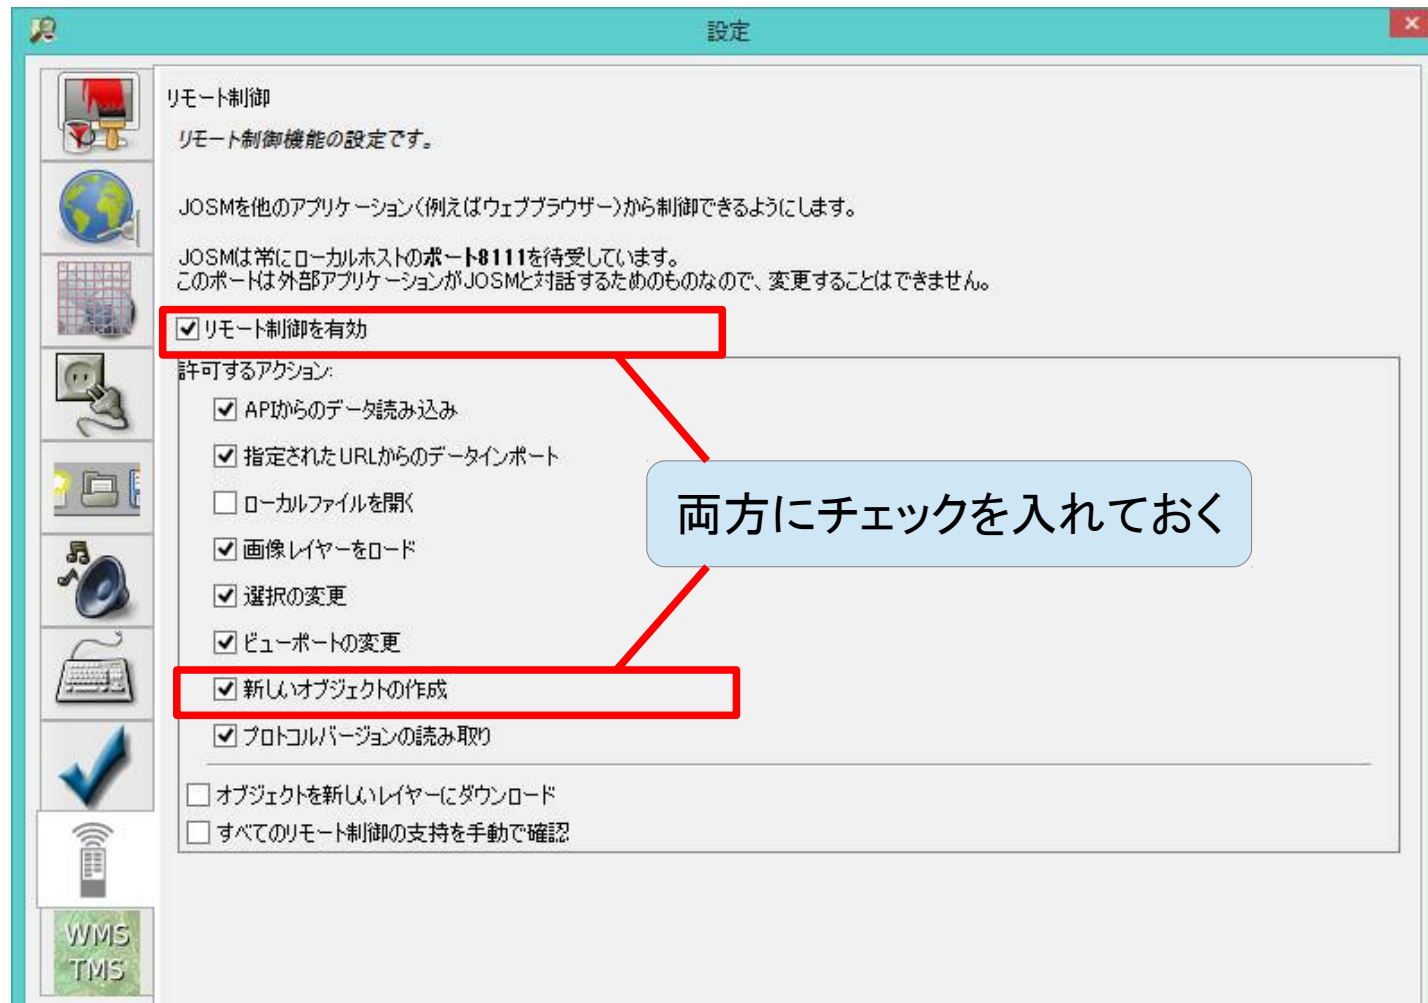 設定
リモート制御
リモート制御機能の設定です。
JOSMを他のアプリケーション(例えばウェブブラウザー)から制御できるようにします。
JOSMは常にローカルホストのポート8111を待受しています。
このポートは外部アプリケーションがJOSMと対話するためのものなので、変更することはできません。
リモート制御を有効
許可するアクション:
APIからのデータ読み込み
指定されたURLからのデータインポート
ローカルファイルを開く
両方にチェックを入れておく
画像レイヤーをロード
選択の変更
ビューポートの変更
新しいオブジェクトの作成
プロトコルバージョンの読み取り
オブジェクトを新しいレイヤーにダウンロード
すべてのリモート制御の支持を手動で確認
WMS
TMS